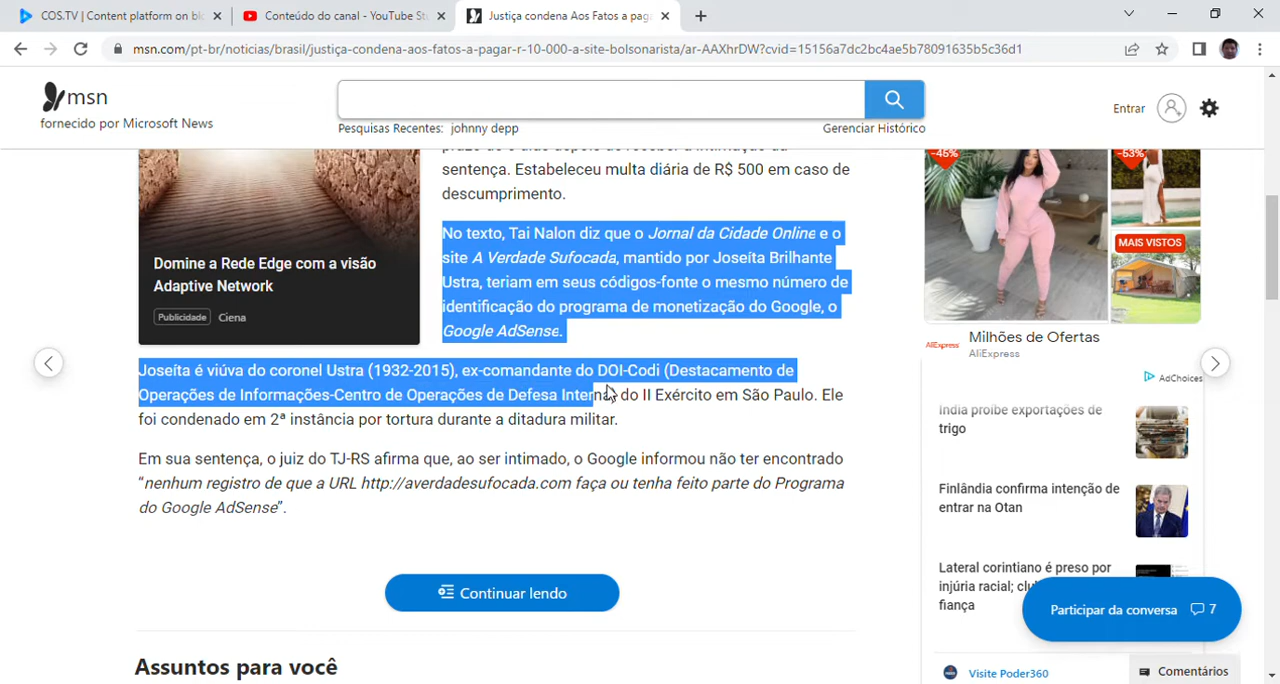 COS.TV | Content platform on bl
Conteúdo do canal - YouTube Stu
Justiça condena Aos Fatos a pag
msn.com/pt-br/noticias/brasil/justiça-condena-aos-fatos-a-pagar-r-10-000-a-site-bolsonarista/ar-AAXhrDW?cvid=15156a7dc2bc4ae5b78091635b5c36d1
msn
fornecido por Microsoft News
Pesquisas Recentes: johnny depp
Gerenciar Histórico
Entrar
sentença. Estabeleceu multa diária de R$ 500 em caso de
descumprimento.
No texto, Tai Nalon diz que o Jornal da Cidade Online e o
site A Verdade Sufocada, mantido por Joseíta Brilhante
Ustra, teriam em seus códigos-fonte o mesmo número de
identificação do programa de monetização do Google, o
Google AdSense.
Domine a Rede Edge com a visão
Adaptive Network
Publicidade Ciena
Joseíta é viúva do coronel Ustra (1932-2015), ex-comandante do DOI-Codi (Destacamento de
Operações de Informações-Centro de Operações de Defesa Interna) do II Exército em São Paulo. Ele
foi condenado em 2ª instância por tortura durante a ditadura militar.
Em sua sentença, o juiz do TJ-RS afirma que, ao ser intimado, o Google informou não ter encontrado
“nenhum registro de que a URL http://averdadesufocada.com faça ou tenha feito parte do Programa
do Google AdSense”.
Continuar lendo
Assuntos para você
-45%
-53%
MAIS VISTOS
AliExpress
Milhões de Ofertas
AliExpress
AdChoices
Índia proíbe exportações de
trigo
Finlândia confirma intenção de
entrar na Otan
Lateral corintiano é preso por
injúria racial;
fiança
Participar da conversa 7
Visite Poder360
Comentários